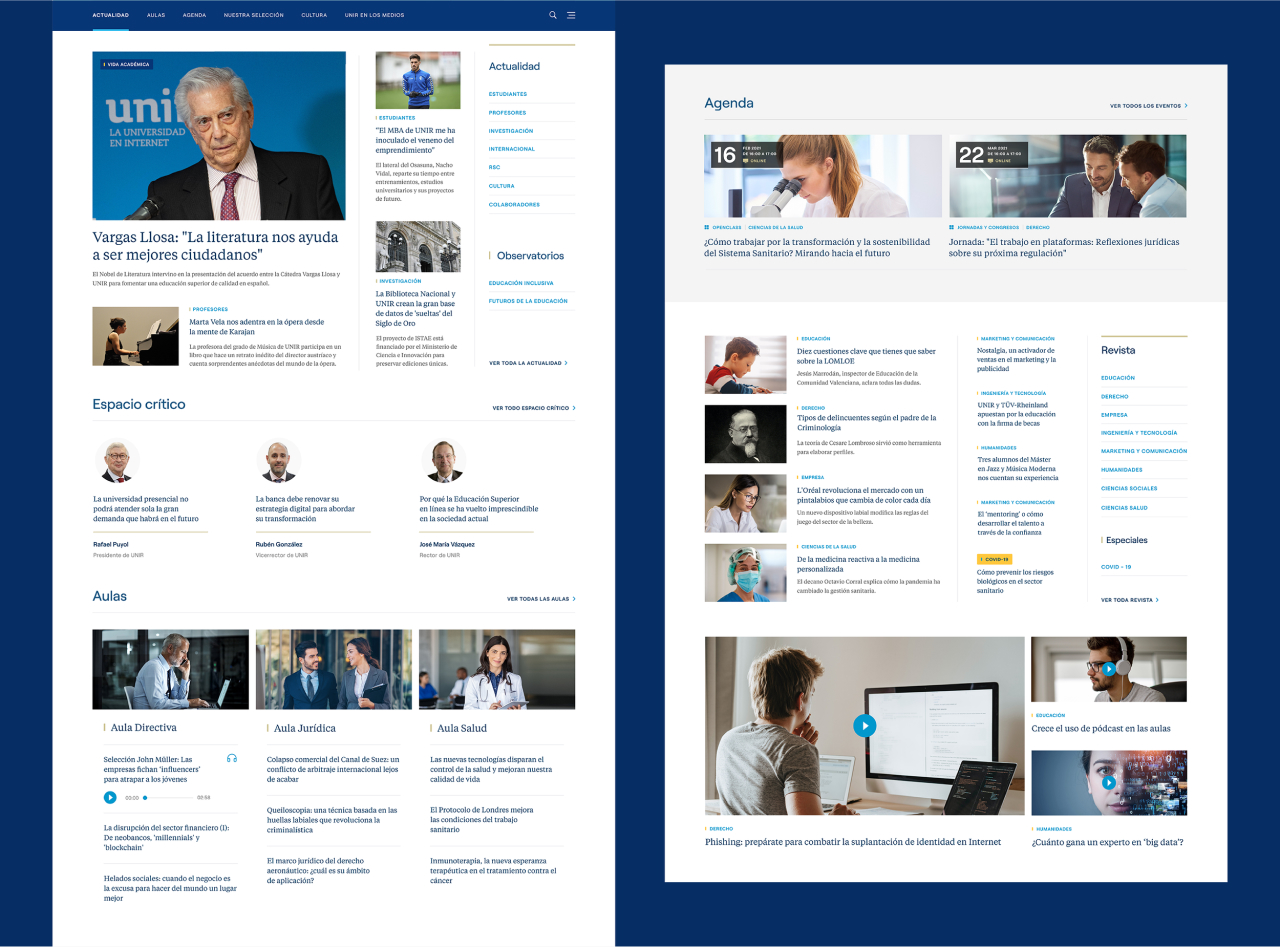 ACTUALIDAD
AULAS
AGENDA
NUESTRA SELECCIÓN
CULTURA
UNIR EN LOS MEDIOS
VIDA ACADÉMICA
uni
LA UNIVERSIDAD
EN INTERNET
Vargas Llosa: "La literatura nos ayuda
a ser mejores ciudadanos"
El Nobel de Literatura intervino en la presentación del acuerdo entre la Cátedra Vargas Llosa y
UNIR para fomentar una educación superior de calidad en español.
PROFESORES
Marta Vela nos adentra en la ópera desde
la mente de Karajan
La profesora del grado de Música de UNIR participa en un
libro que hace un retrato inédito del director austríaco y
cuenta sorprendentes anécdotas del mundo de la ópera.
ESTUDIANTES
"El MBA de UNIR me ha
inoculado el veneno del
emprendimiento"
El lateral del Osasuna, Nacho
Vidal, reparte su tiempo entre
entrenamientos, estudios
universitarios y sus proyectos
de futuro.
INVESTIGACIÓN
La Biblioteca Nacional y
UNIR crean la gran base
de datos de 'sueltas' del
Siglo de Oro
El proyecto de ISTAE está
financiado por el Ministerio de
Ciencia e Innovación para
preservar ediciones únicas.
Actualidad
ESTUDIANTES
PROFESORES
INVESTIGACIÓN
INTERNACIONAL
RSC
CULTURA
COLABORADORES
Observatorios
EDUCACIÓN INCLUSIVA
FUTUROS DE LA EDUCACIÓN
VER TODA LA ACTUALIDAD
Espacio crítico
VER TODO ESPACIO CRÍTICO
La universidad presencial no
podrá atender sola la gran
demanda que habrá en el futuro
Rafael Puyol
Presidente de UNIR
La banca debe renovar su
estrategia digital para abordar
su transformación
Rubén González
Vicerrector de UNIR
Por qué la Educación Superior
en línea se ha vuelto imprescindible
en la sociedad actual
José María Vázquez
Rector de UNIR
Aulas
VER TODAS LAS AULAS
Aula Directiva
Selección John Müller: Las
empresas fichan 'influencers'
para atrapar a los jóvenes
00:00
00:58
La disrupción del sector financiero (I):
De neobancos, 'millennials' y
'blockchain'
Helados sociales: cuando el negocio es
la excusa para hacer del mundo un lugar
mejor
Aula Jurídica
Colapso comercial del Canal de Suez: un
conflicto de arbitraje internacional lejos
de acabar
Queiloscopia: una técnica basada en las
huellas labiales que revoluciona la
criminalística
El marco jurídico del derecho
aeronáutico: ¿cuál es su ámbito
de aplicación?
Aula Salud
Las nuevas tecnologías disparan el
control de la salud y mejoran nuestra
calidad de vida
El Protocolo de Londres mejora
las condiciones del trabajo
sanitario
Inmunoterapia, la nueva esperanza
terapéutica en el tratamiento contra el
cáncer
Agenda
VER TODOS LOS EVENTOS
16
FEB 2021
DE 16:00 A 17:00
ONLINE
OPENCLASS
CIENCIAS DE LA SALUD
¿Cómo trabajar por la transformación y la sostenibilidad
del Sistema Sanitario? Mirando hacia el futuro
22
MAR 2021
DE 16:00 A 17:00
ONLINE
JORNADAS Y CONGRESOS
DERECHO
Jornada: "El trabajo en plataformas: Reflexiones jurídicas
sobre su próxima regulación"
EDUCACIÓN
Diez cuestiones clave que tienes que saber
sobre la LOMLOE
Jesús Marrodán, inspector de Educación de la
Comunidad Valenciana, aclara todas las dudas.
DERECHO
Tipos de delincuentes según el padre de la
Criminología
La teoría de Cesare Lombroso sirvió como herramienta
para elaborar perfiles.
EMPRESA
L'Oréal revoluciona el mercado con un
pintalabios que cambia de color cada día
Un nuevo dispositivo labial modifica las reglas del
juego del sector de la belleza.
CIENCIAS DE LA SALUD
De la medicina reactiva a la medicina
personalizada
El decano Octavio Corral explica cómo la pandemia ha
cambiado la gestión sanitaria.
MARKETING Y COMUNICACIÓN
Nostalgia, un activador de
ventas en el marketing y la
publicidad
INGENIERÍA Y TECNOLOGÍA
UNIR y TÜV-Rheinland
apuestan por la educación
con la firma de becas
HUMANIDADES
Tres alumnos del Máster
en Jazz y Música Moderna
nos cuentan su experiencia
MARKETING Y COMUNICACIÓN
El 'mentoring' o cómo
desarrollar el talento a
través de la confianza
COVID-19
Cómo prevenir los riesgos
biológicos en el sector
sanitario
Revista
EDUCACIÓN
DERECHO
EMPRESA
INGENIERÍA Y TECNOLOGÍA
MARKETING Y COMUNICACIÓN
HUMANIDADES
CIENCIAS SOCIALES
CIENCIAS SALUD
Especiales
COVID - 19
VER TODA REVISTA
DERECHO
Phishing: prepárate para combatir la suplantación de identidad en Internet
EDUCACIÓN
Crece el uso de pódcast en las aulas
HUMANIDADES
¿Cuánto gana un experto en 'big data'?